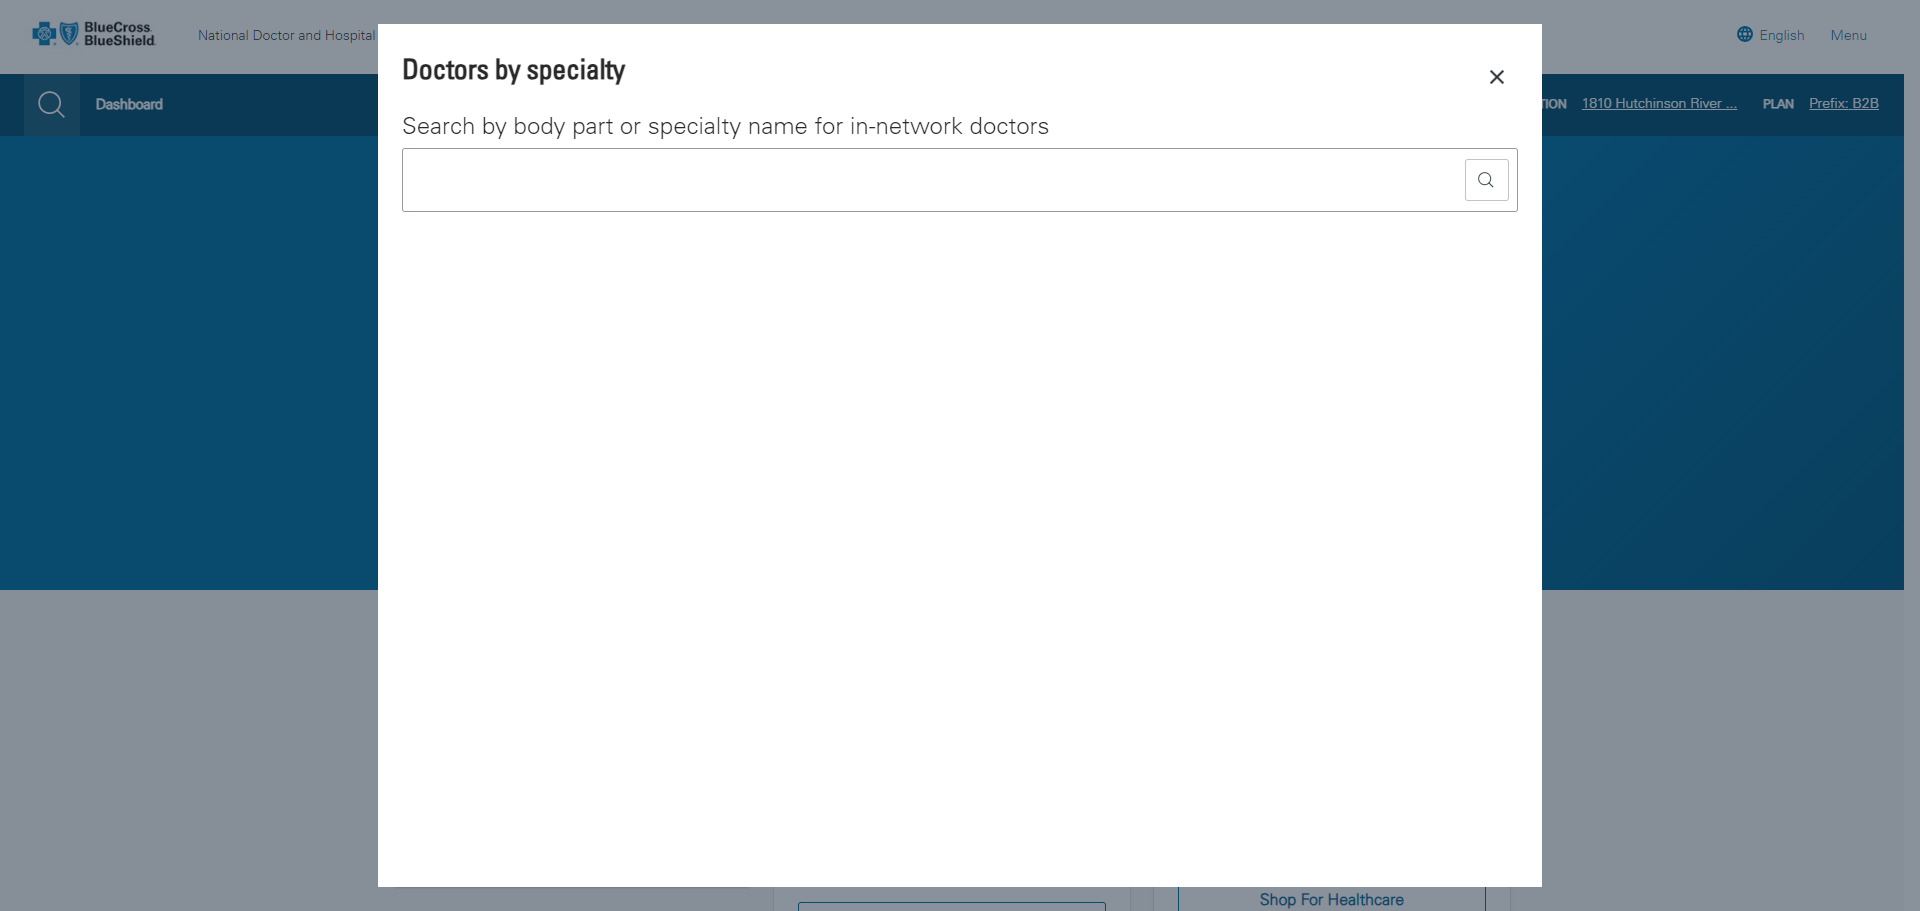 BlueCross
BlueShield
National Doctor and Hospital
English
Menu
Dashboard
1810 Hutchinson River ...
PLAN
Prefix: B2B
Doctors by specialty
Search by body part or specialty name for in-network doctors
Shop For Healthcare